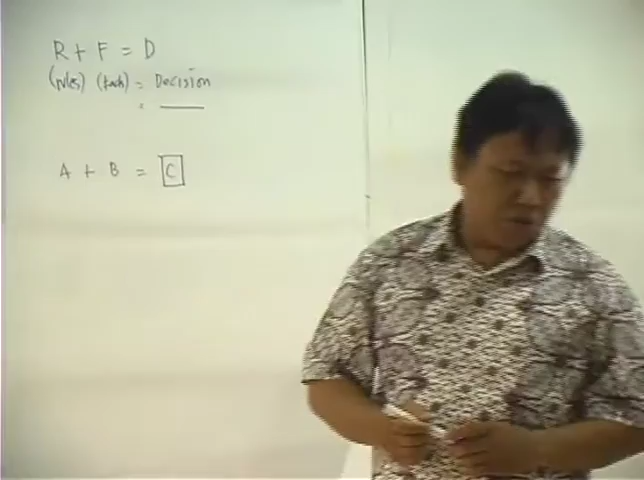 R + F = D
(rules) (facts) = Decision
=
A + B = C